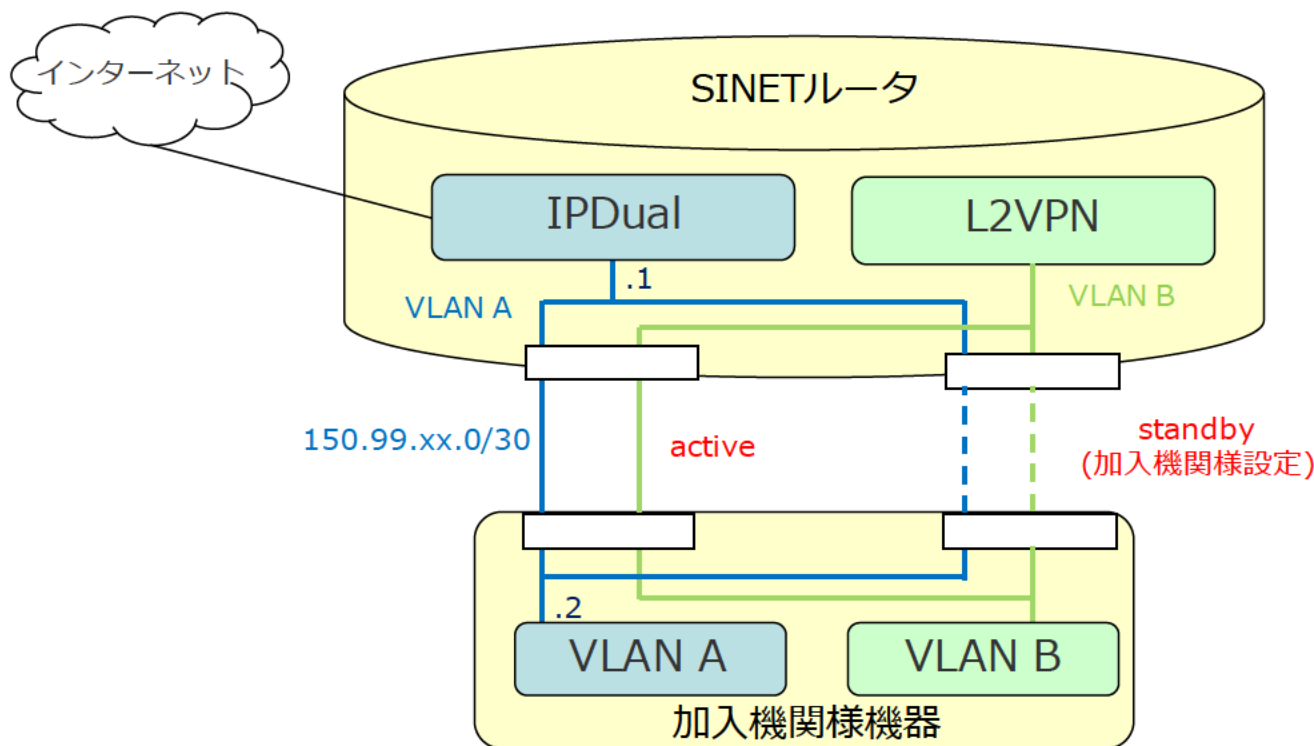 インターネット
SINETルータ
IPDual
L2VPN
.1
VLAN A
VLAN B
150.99.xx.0/30
active
standby
(加入機関様設定)
.2
VLAN A
VLAN B
加入機関様機器